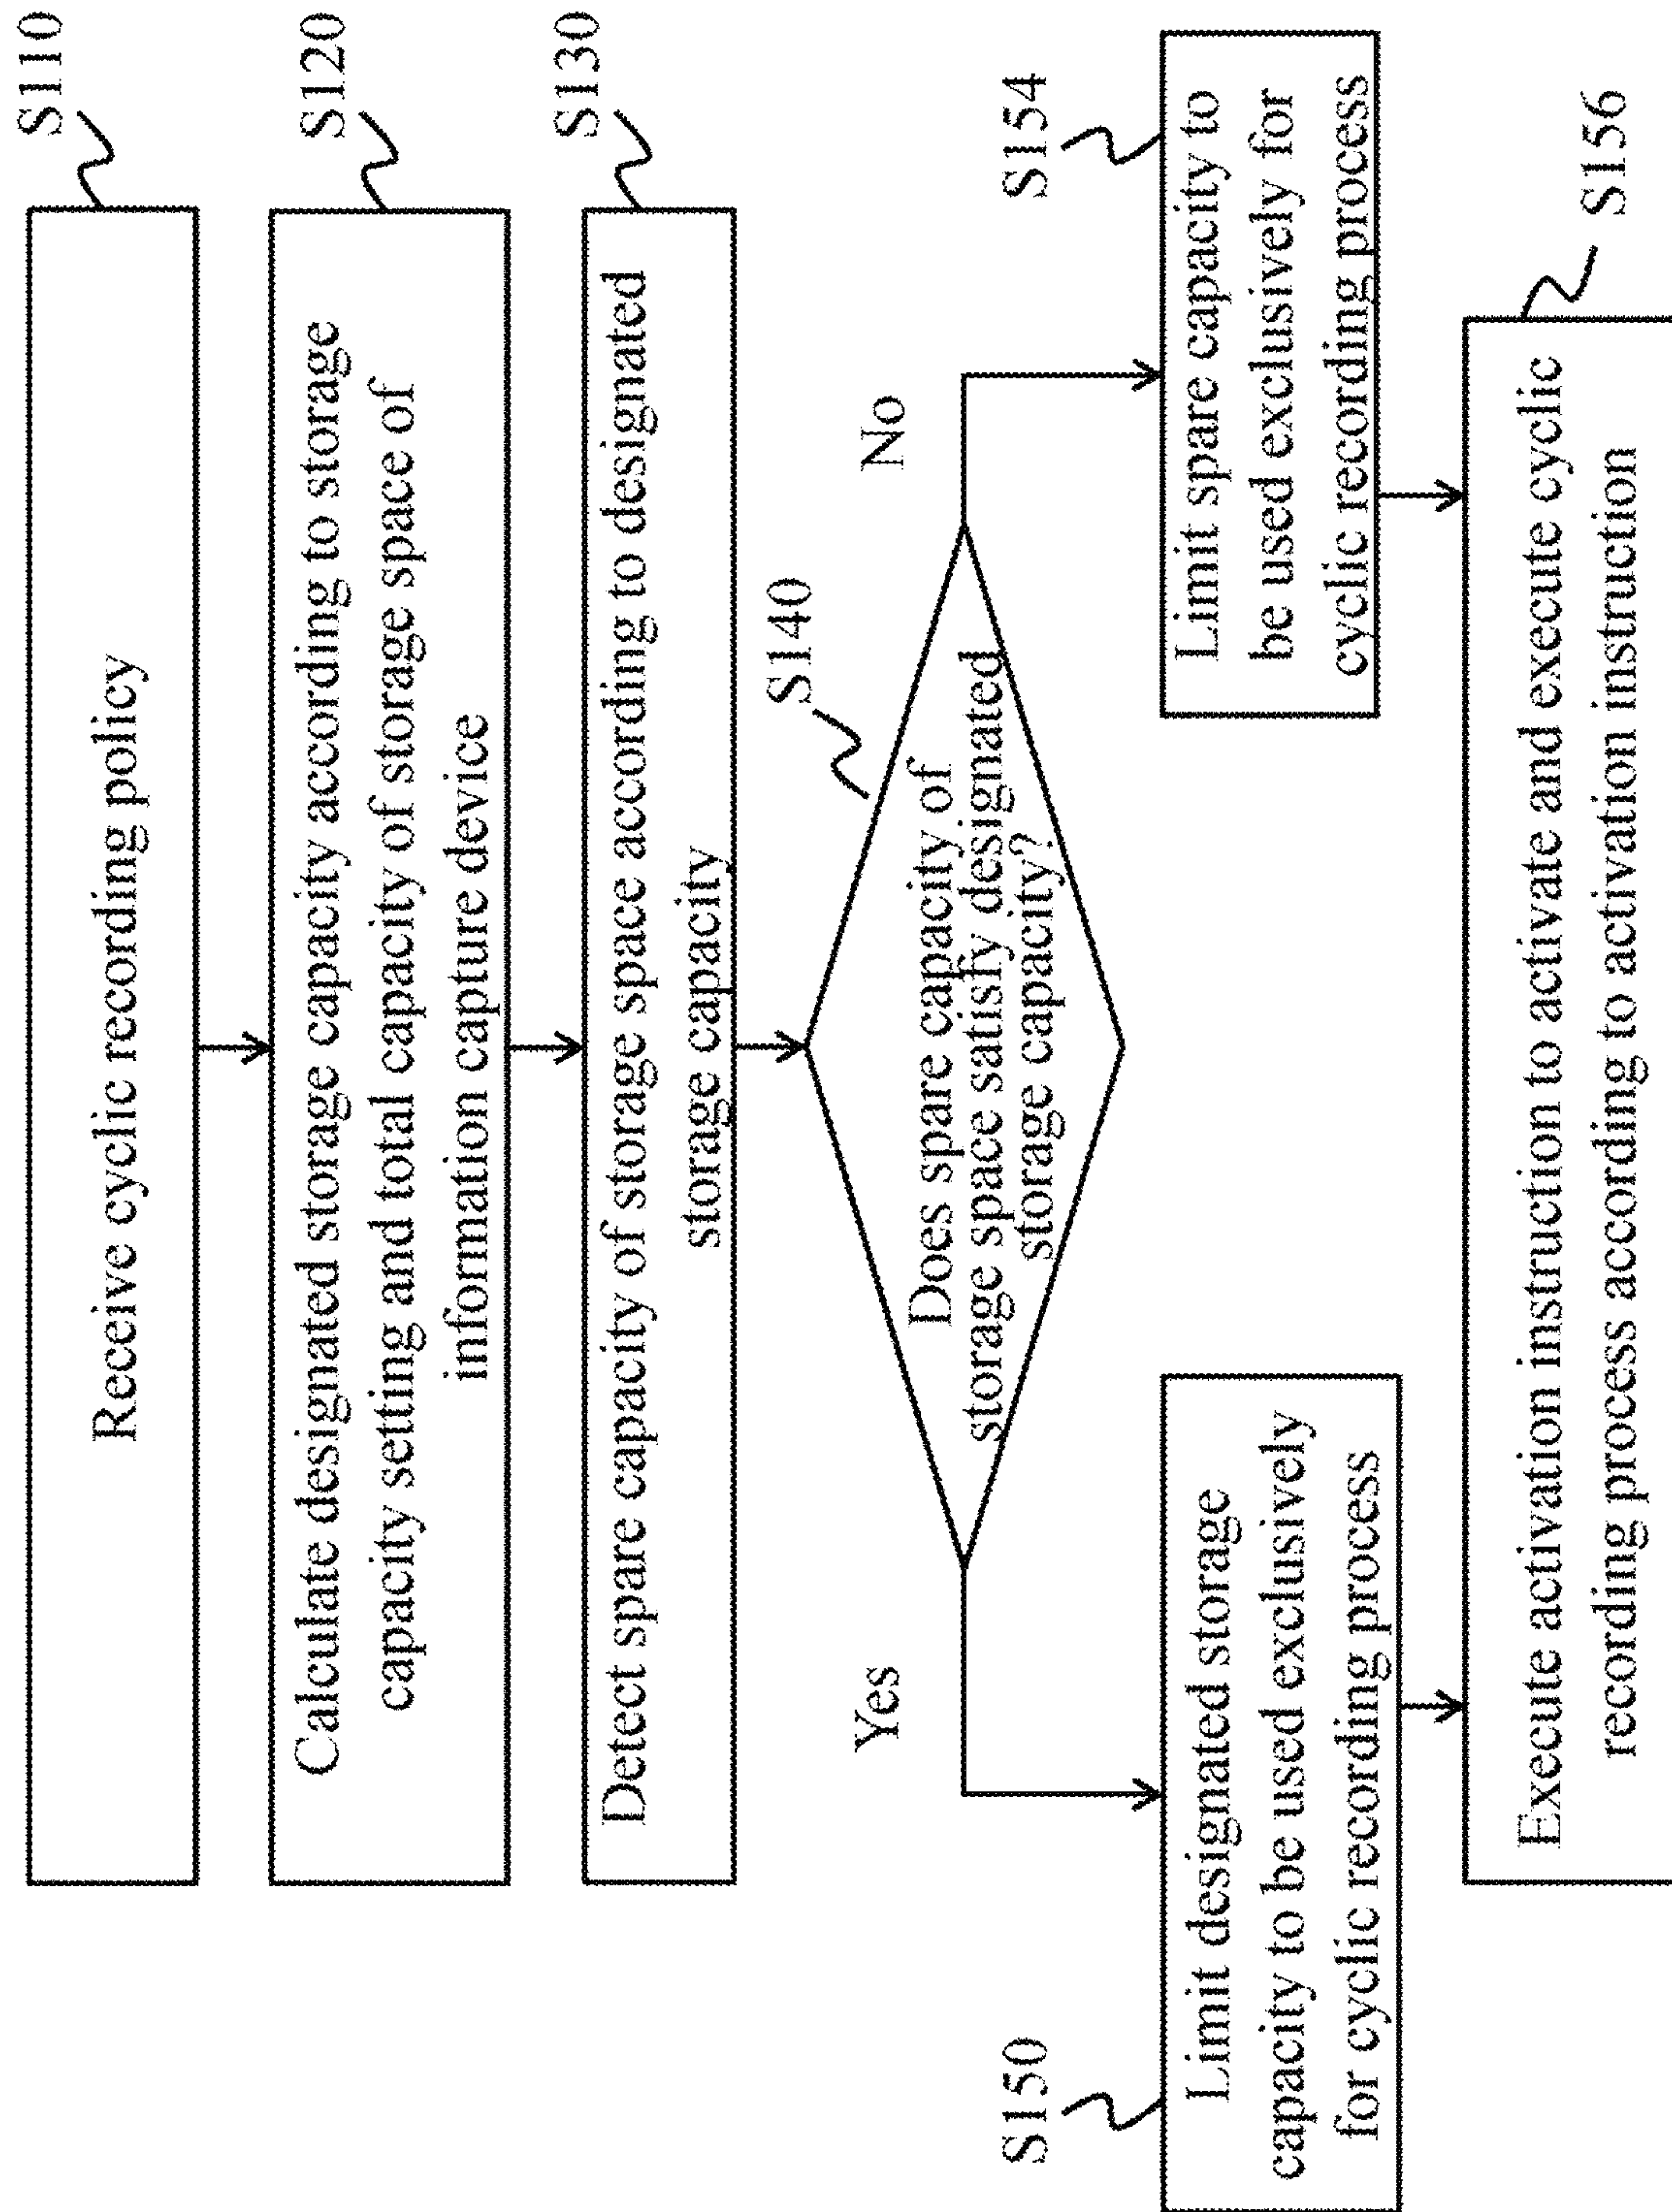 S110
Receive cyclic recording policy
S120
Calculate designated storage capacity according to storage
capacity setting and total capacity of storage space of
information capture device
S130
Detect spare capacity of storage space according to designated
storage capacity
S140
Does spare capacity of
storage space satisfy designated
storage capacity?
Yes
No
S150
Limit designated storage
capacity to be used exclusively
for cyclic recording process
S154
Limit spare capacity to
be used exclusively for
cyclic recording process
S156
Execute activation instruction to activate and execute cyclic
recording process according to activation instruction